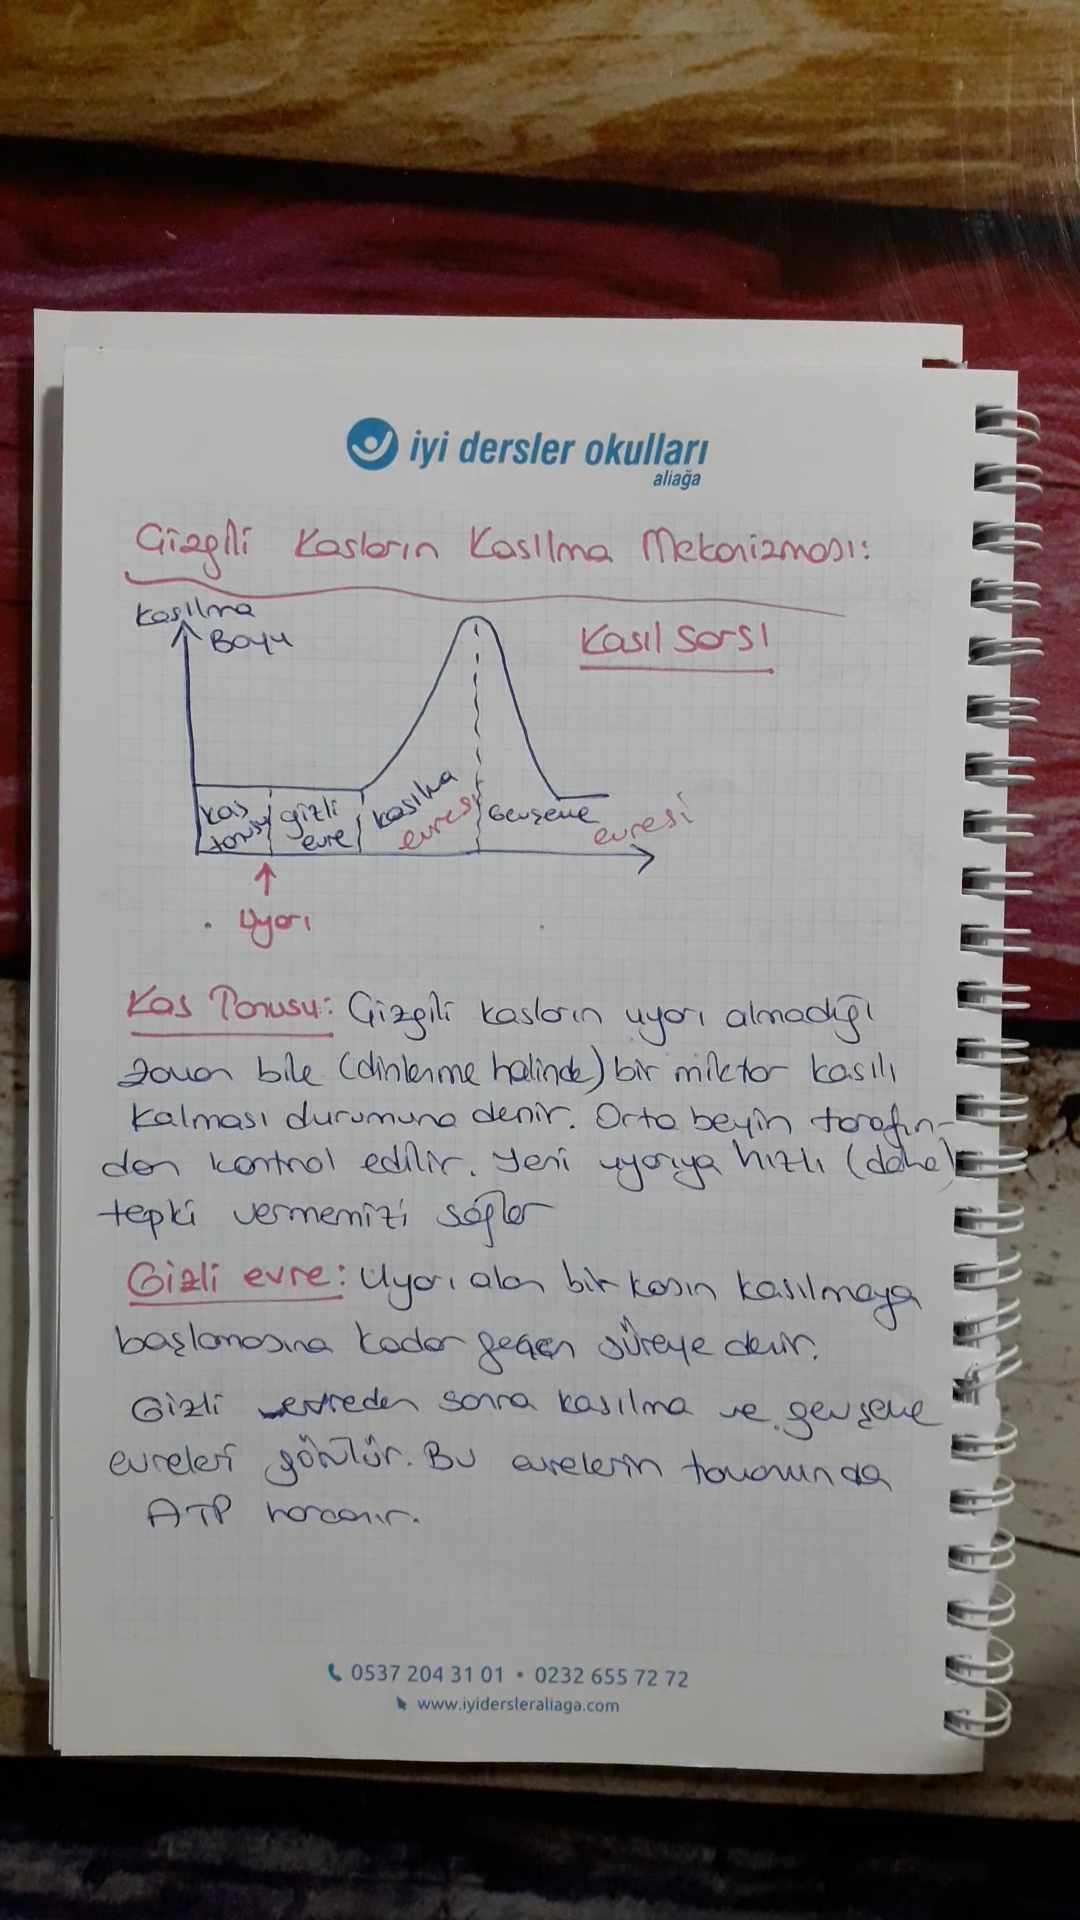 iyi dersler okulları
aliağa
Çizgili Kasların Kasılma Mekanizması:
Kasılma
Boyu
Kasıl sarsı
kas
tonusu
gizli
evre
kasılma
evresi
Gevşeme
evresi
Uyarı
Kas Tonusu: Çizgili kasların uyarı almadığı
zaman bile (dinlenme halinde) bir miktar kasılı
kalması durumuna denir. Orta beyin tarafın-
dan kontrol edilir. Yeni uyarıya hızlı (daha)
tepki vermemizi sağlar
Gizli evre: Uyarı alan bir kasın kasılmaya
başlamasına kadar geçen süreye denir.
Gizli evreden sonra kasılma ve gevşeme
evreleri görülür. Bu evrelerin tamamında
ATP harcanır.
0537 204 31 01 • 0232 655 72 72
www.iyidersleraliaga.com